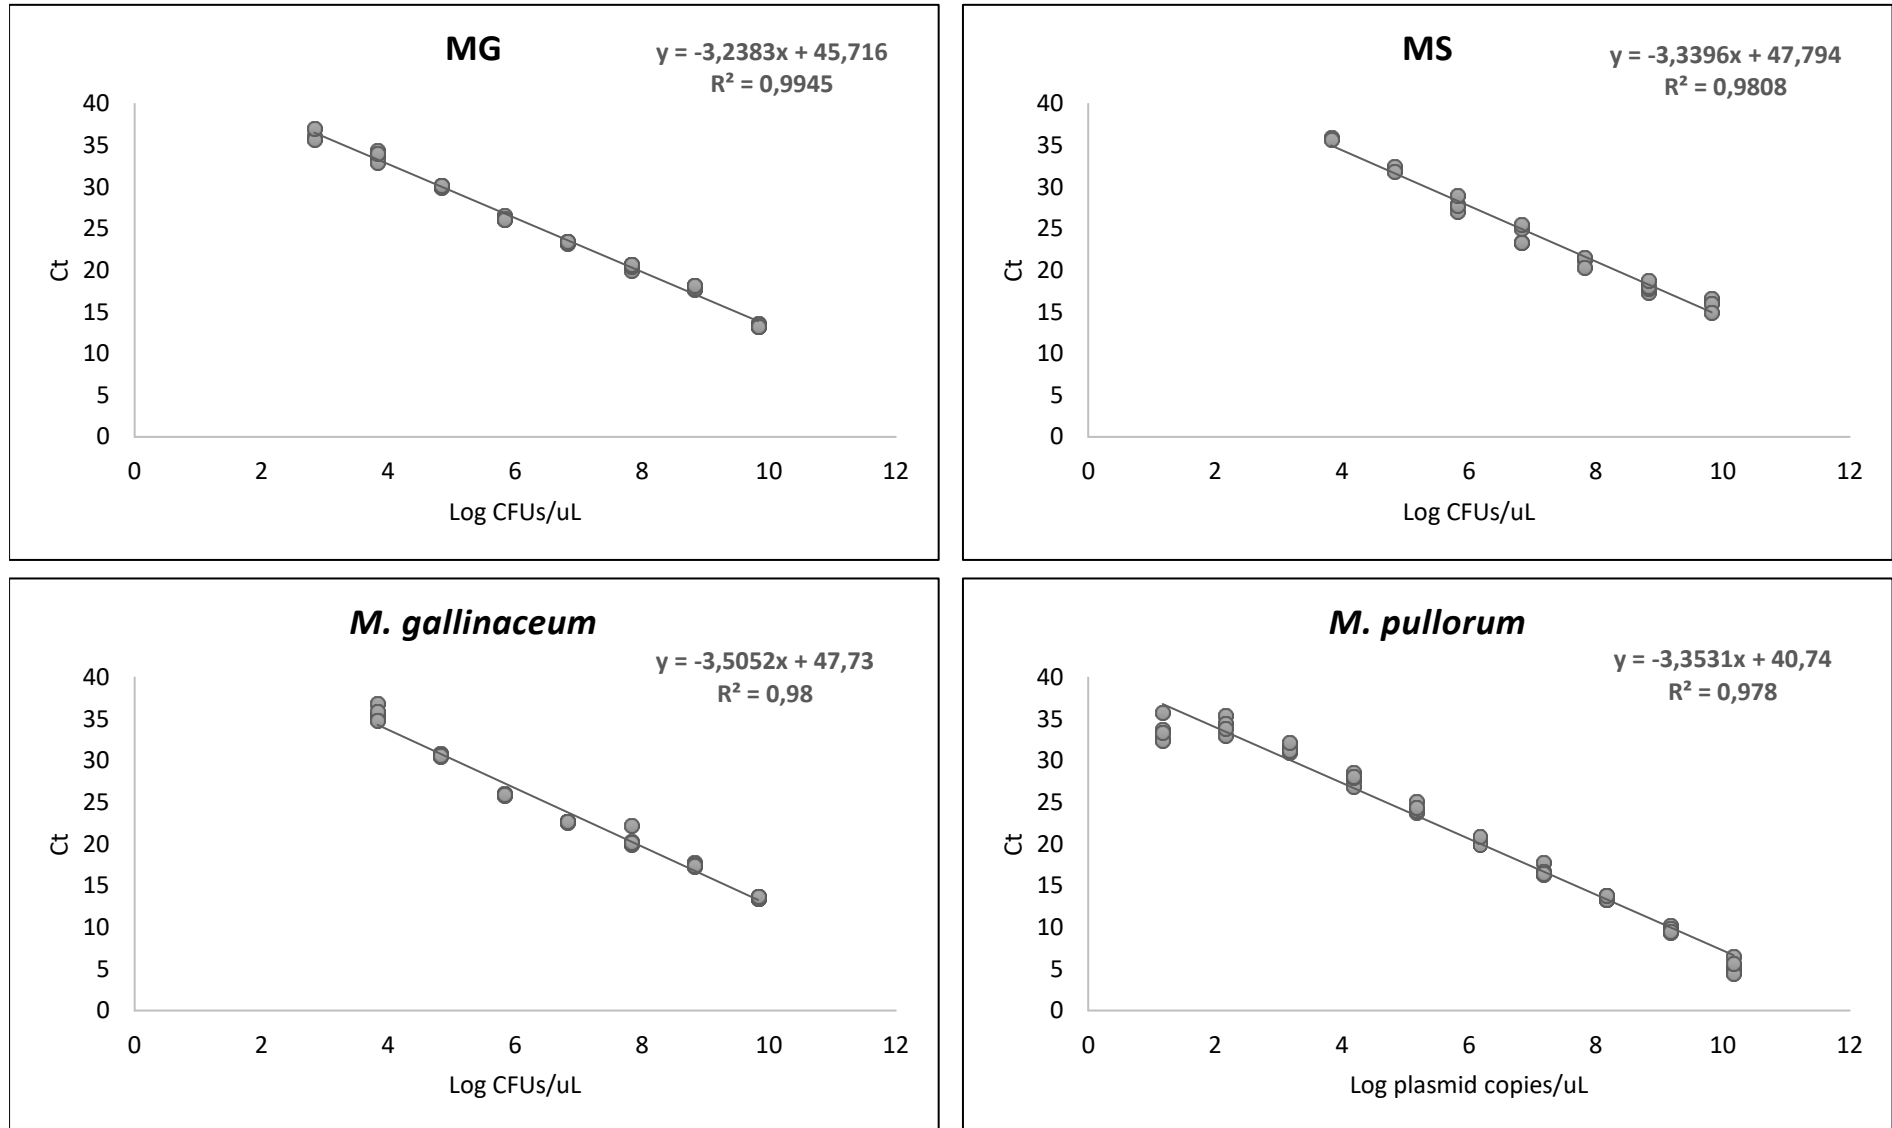 MG
y = -3,2383x + 45,716
R² = 0,9945
40
35
30
25
20
15
10
5
0
Ct
0 2 4 6 8 10 12
Log CFUs/uL
MS
y = -3,3396x + 47,794
R² = 0,9808
40
35
30
25
20
15
10
5
0
Ct
0 2 4 6 8 10 12
Log CFUs/uL
M. gallinaceum
y = -3,5052x + 47,73
R² = 0,98
40
35
30
25
20
15
10
5
0
Ct
0 2 4 6 8 10 12
Log CFUs/uL
M. pullorum
y = -3,3531x + 40,74
R² = 0,978
40
35
30
25
20
15
10
5
0
Ct
0 2 4 6 8 10 12
Log plasmid copies/uL